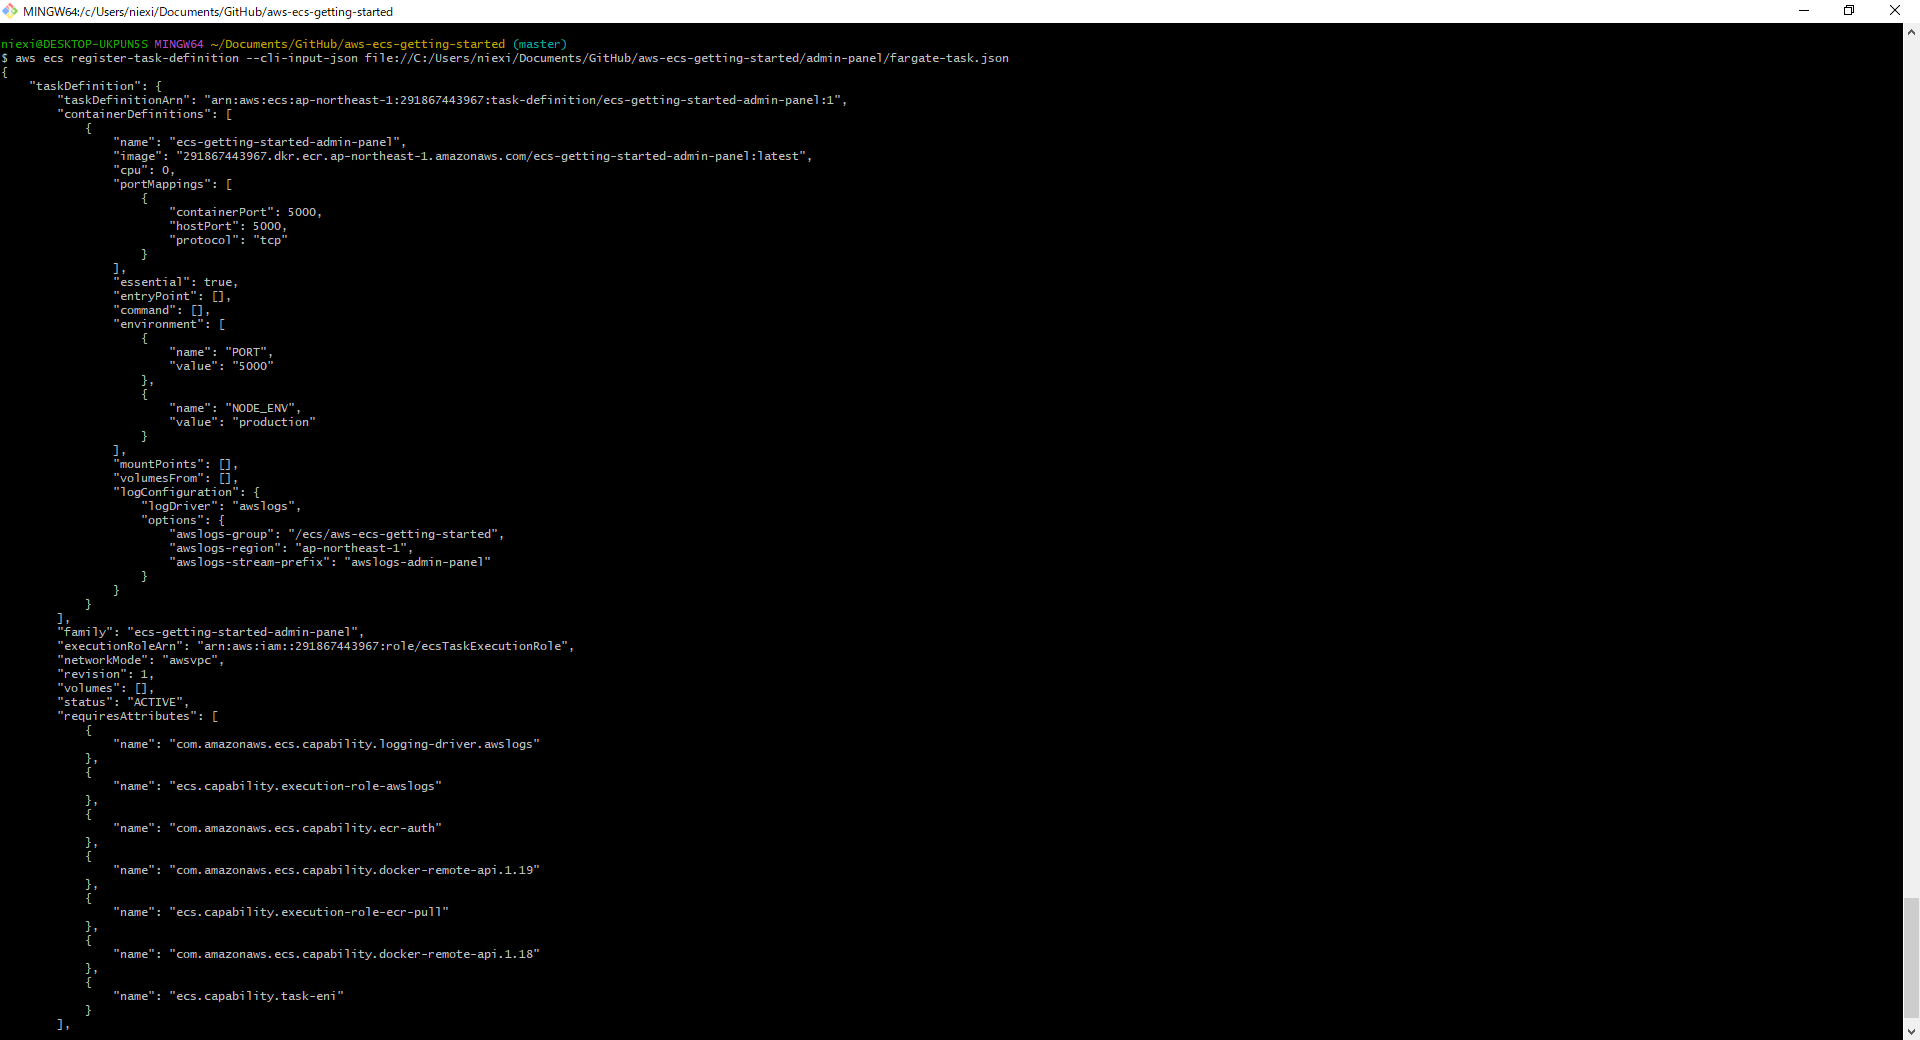 MINGW64:/c/Users/niexi/Documents/GitHub/aws-ecs-getting-started
niexi@DESKTOP-UKPUN5S MINGW64 ~/Documents/GitHub/aws-ecs-getting-started (master)
$ aws ecs register-task-definition --cli-input-json file://C:/Users/niexi/Documents/GitHub/aws-ecs-getting-started/admin-panel/fargate-task.json
{
    "taskDefinition": {
        "taskDefinitionArn": "arn:aws:ecs:ap-northeast-1:291867443967:task-definition/ecs-getting-started-admin-panel:1",
        "containerDefinitions": [
            {
                "name": "ecs-getting-started-admin-panel",
                "image": "291867443967.dkr.ecr.ap-northeast-1.amazonaws.com/ecs-getting-started-admin-panel:latest",
                "cpu": 0,
                "portMappings": [
                    {
                        "containerPort": 5000,
                        "hostPort": 5000,
                        "protocol": "tcp"
                    }
                ],
                "essential": true,
                "entryPoint": [],
                "command": [],
                "environment": [
                    {
                        "name": "PORT",
                        "value": "5000"
                    },
                    {
                        "name": "NODE_ENV",
                        "value": "production"
                    }
                ],
                "mountPoints": [],
                "volumesFrom": [],
                "logConfiguration": {
                    "logDriver": "awslogs",
                    "options": {
                        "awslogs-group": "/ecs/aws-ecs-getting-started",
                        "awslogs-region": "ap-northeast-1",
                        "awslogs-stream-prefix": "awslogs-admin-panel"
                    }
                }
            }
        ],
        "family": "ecs-getting-started-admin-panel",
        "executionRoleArn": "arn:aws:iam::291867443967:role/ecsTaskExecutionRole",
        "networkMode": "awsvpc",
        "revision": 1,
        "volumes": [],
        "status": "ACTIVE",
        "requiresAttributes": [
            {
                "name": "com.amazonaws.ecs.capability.logging-driver.awslogs"
            },
            {
                "name": "ecs.capability.execution-role-awslogs"
            },
            {
                "name": "com.amazonaws.ecs.capability.ecr-auth"
            },
            {
                "name": "com.amazonaws.ecs.capability.docker-remote-api.1.19"
            },
            {
                "name": "ecs.capability.execution-role-ecr-pull"
            },
            {
                "name": "com.amazonaws.ecs.capability.docker-remote-api.1.18"
            },
            {
                "name": "ecs.capability.task-eni"
            }
        ],